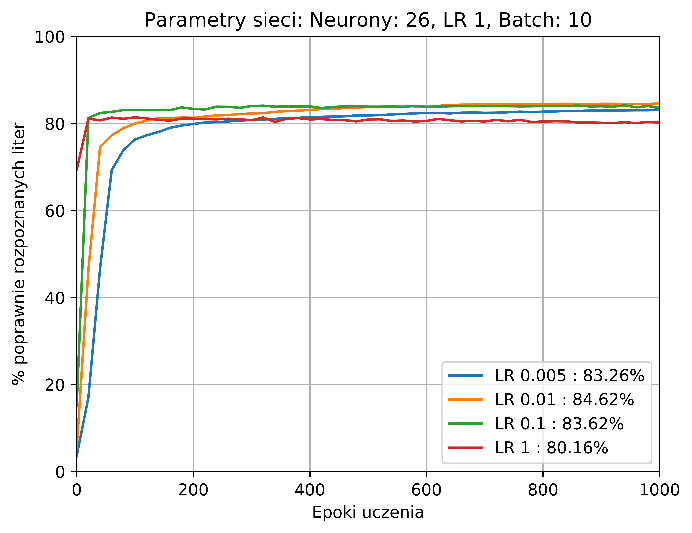 Parametry sieci: Neurony: 26, LR 1, Batch: 10
100
80
60
40
20
0
% poprawnie rozpoznanych liter
LR 0.005 : 83.26%
LR 0.01 : 84.62%
LR 0.1 : 83.62%
LR 1 : 80.16%
0 200 400 600 800 1000
Epoki uczenia